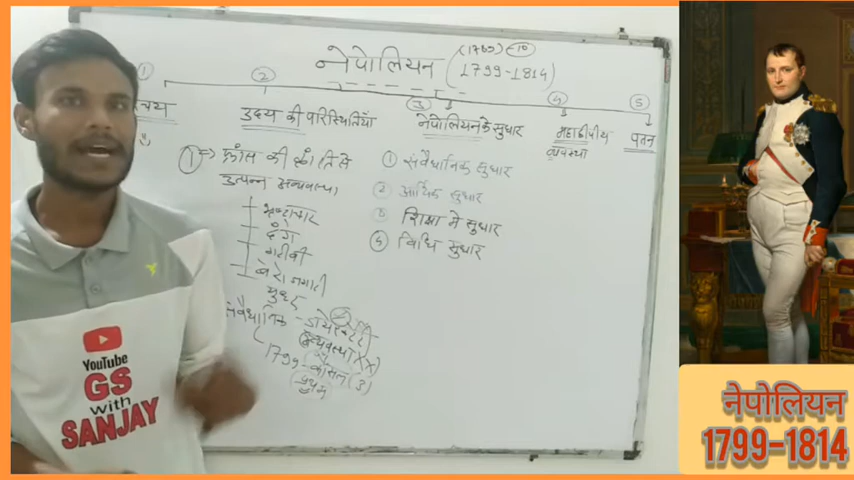 नेपोलियन (1799-1814)
(1769)
①
②
③
④
⑤
उदय की परिस्थितियाँ
नेपोलियन के सुधार
महाद्वीपीय
व्यवस्था
पतन
① => फ्रांस की क्रांति से
उत्पन्न अव्यवस्था
भ्रष्टाचार
दंगे
गरीबी
बेरोजगारी
युद्ध
संवैधानिक - डायरेक्टरी
व्यवस्था (X)
1799 - कौंसल (3)
प्रथम
① संवैधानिक सुधार
② आर्थिक सुधार
③ शिक्षा मे सुधार
④ विधि सुधार
YouTube
GS
with
SANJAY
नेपोलियन
1799-1814